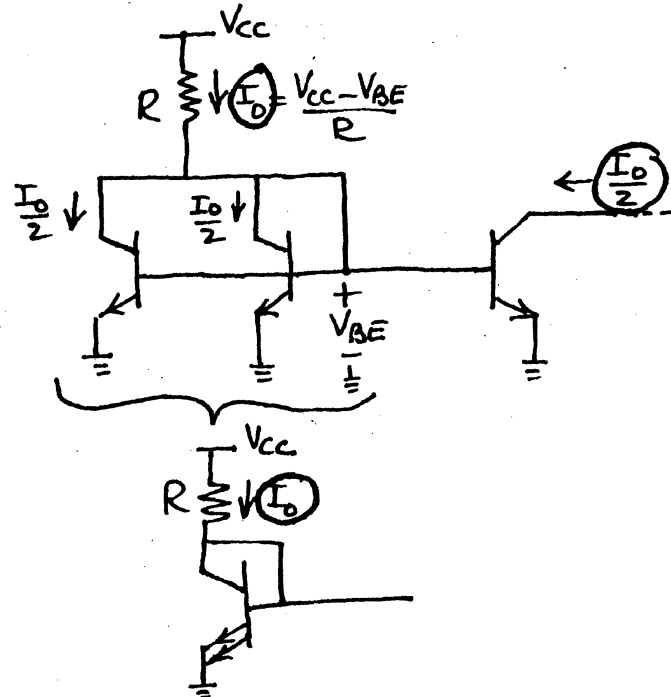 VCC
R ↓ I0 = VCC - VBE / R
I0/2 ↓ I0/2 ↓ ← I0/2
+
VBE
-
VCC
R ↓ I0